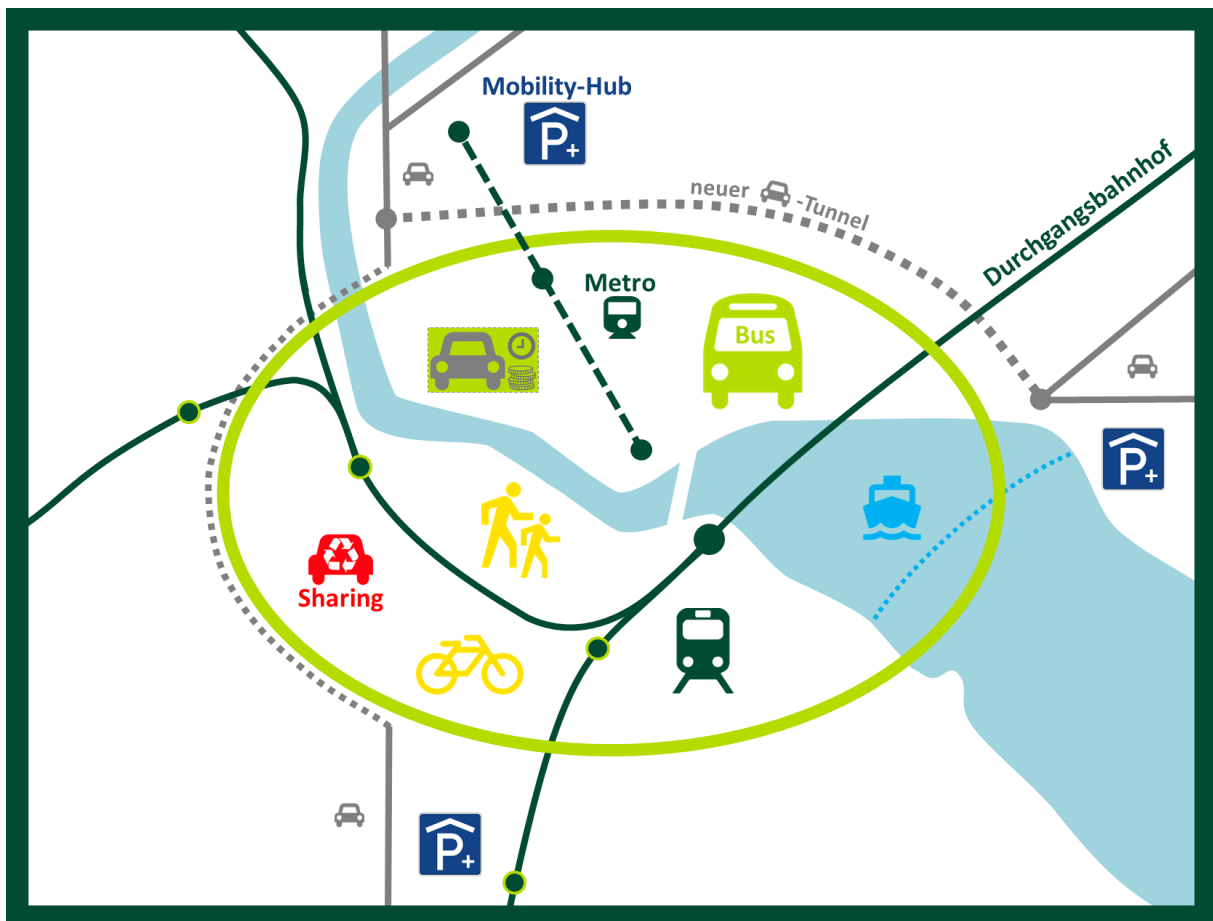 Mobility-Hub
P+
neuer -Tunnel
Durchgangsbahnhof
Metro
Bus
P+
Sharing
P+